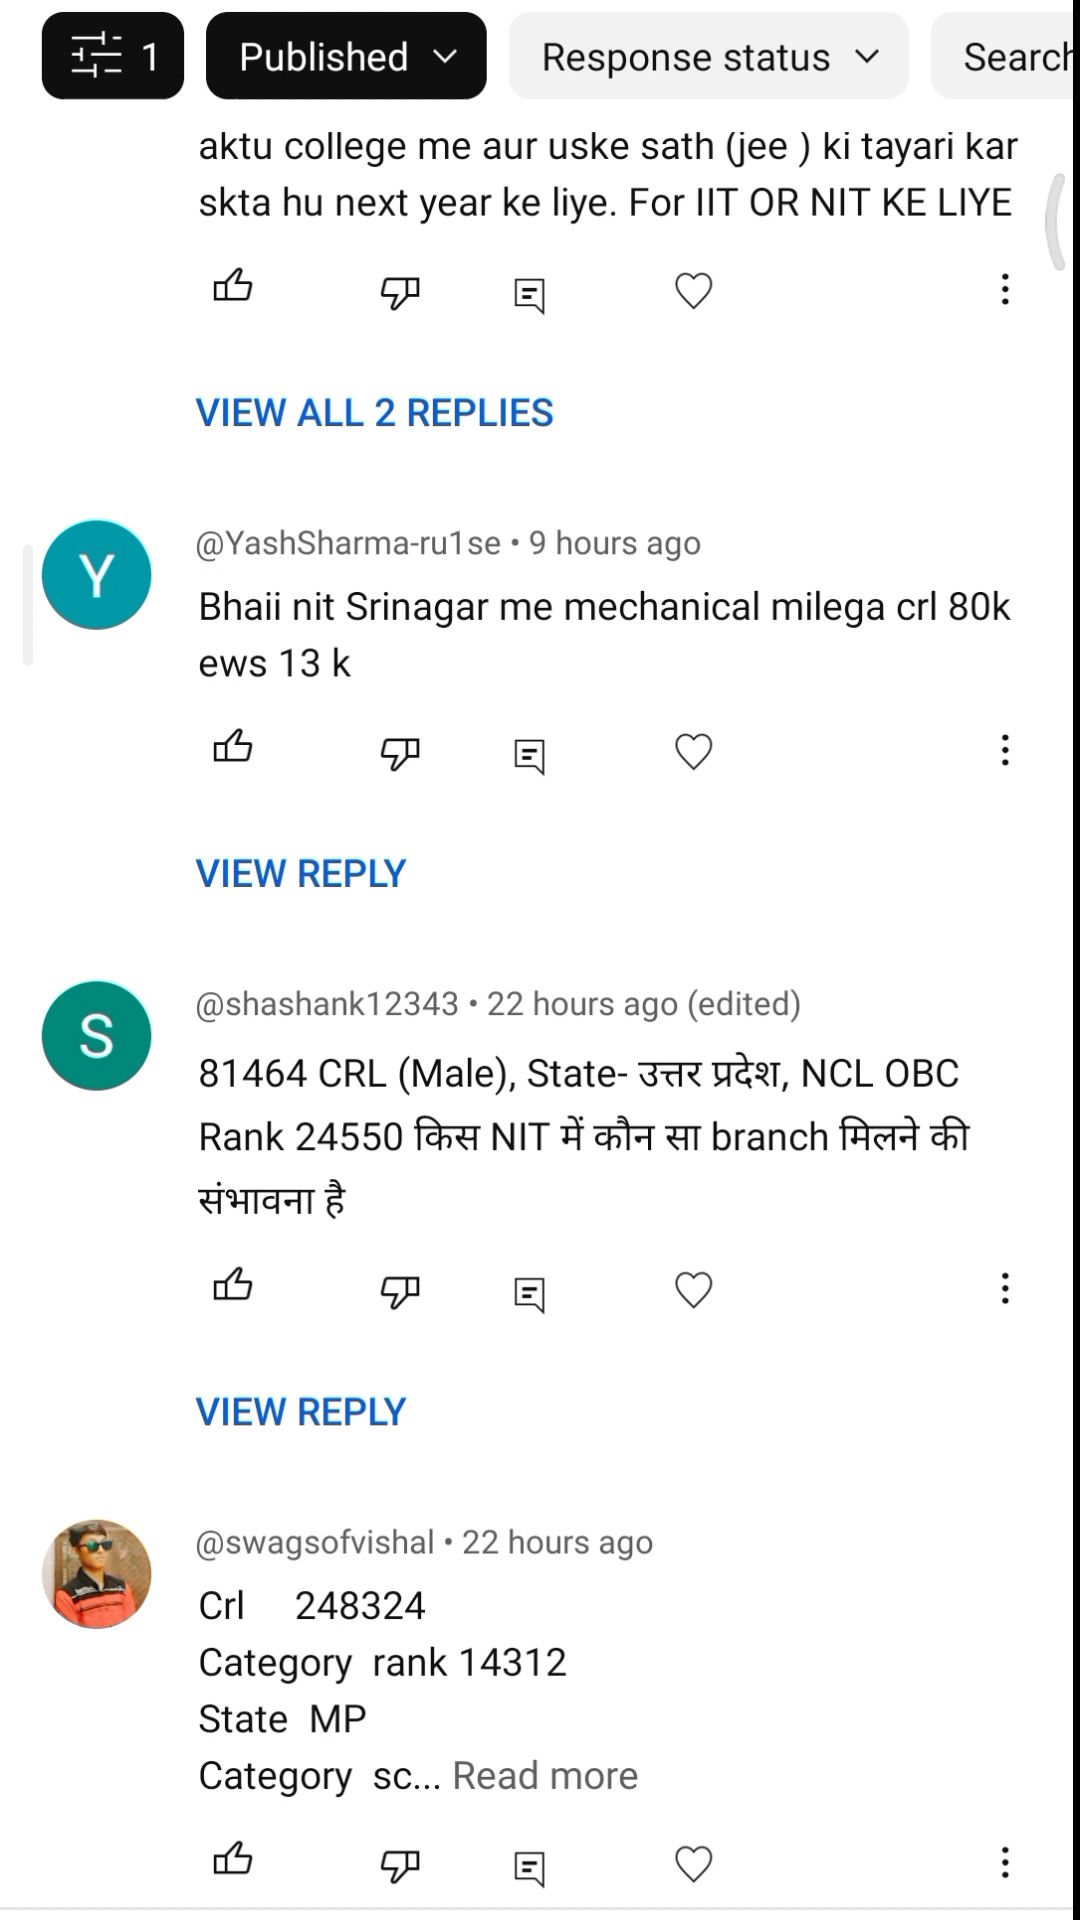 1 Published Response status Search
aktu college me aur uske sath (jee ) ki tayari kar
skta hu next year ke liye. For IIT OR NIT KE LIYE
VIEW ALL 2 REPLIES
Y
@YashSharma-ru1se • 9 hours ago
Bhaii nit Srinagar me mechanical milega crl 80k
ews 13 k
VIEW REPLY
S
@shashank12343 • 22 hours ago (edited)
81464 CRL (Male), State- उत्तर प्रदेश, NCL OBC
Rank 24550 किस NIT में कौन सा branch मिलने की
संभावना है
VIEW REPLY
@swagsofvishal • 22 hours ago
Crl 248324
Category rank 14312
State MP
Category sc... Read more